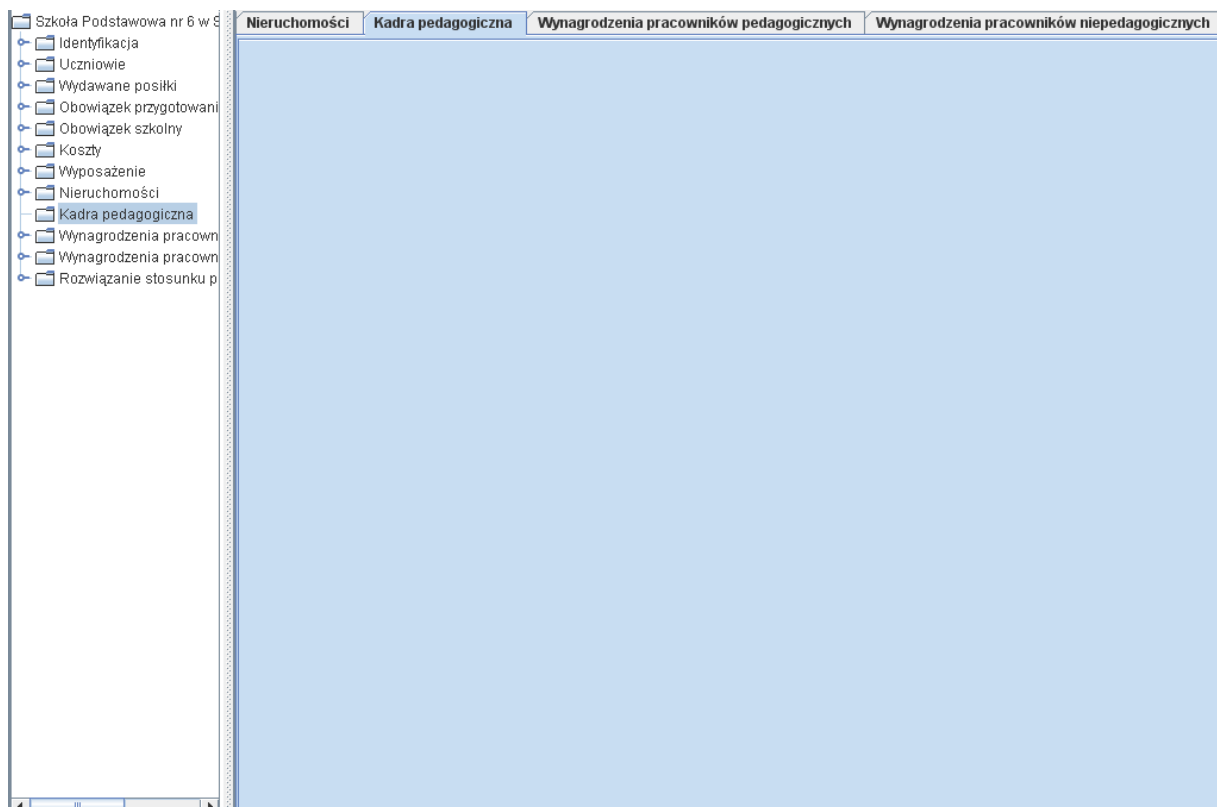 Szkoła Podstawowa nr 6 w S
Identyfikacja
Uczniowie
Wydawane posiłki
Obowiązek przygotowani
Obowiązek szkolny
Koszty
Wyposażenie
Nieruchomości
Kadra pedagogiczna
Wynagrodzenia pracown
Wynagrodzenia pracown
Rozwiązanie stosunku p
Nieruchomości Kadra pedagogiczna Wynagrodzenia pracowników pedagogicznych Wynagrodzenia pracowników niepedagogicznych